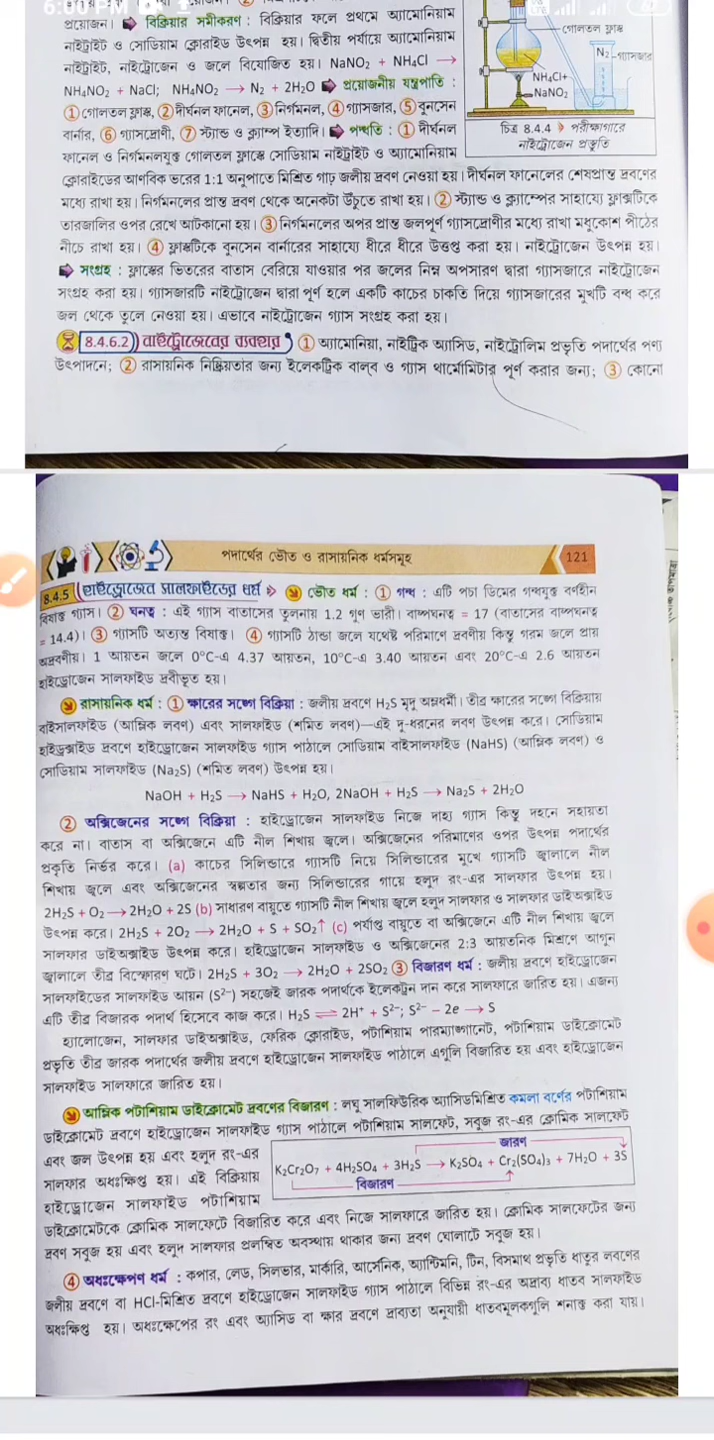 6:00 PM
প্রয়োজন। বিক্রিয়ার সমীকরণ : বিক্রিয়ার ফলে প্রথমে অ্যামোনিয়াম
নাইট্রাইট ও সোডিয়াম ক্লোরাইড উৎপন্ন হয়। দ্বিতীয় পর্যায়ে অ্যামোনিয়াম
নাইট্রাইট, নাইট্রোজেন ও জলে বিয়োজিত হয়। NaNO₂ + NH₄Cl →
NH₄NO₂ + NaCl; NH₄NO₂ → N₂ + 2H₂O প্রয়োজনীয় যন্ত্রপাতি :
① গোলতল ফ্লাস্ক, ② দীর্ঘনল ফানেল, ③ নির্গমনল, ④ গ্যাসজার, ⑤ বুনসেন
বার্নার, ⑥ গ্যাসদ্রোণী, ⑦ স্ট্যান্ড ও ক্ল্যাম্প ইত্যাদি। পদ্ধতি : ① দীর্ঘনল
ফানেল ও নির্গমনলযুক্ত গোলতল ফ্লাস্কে সোডিয়াম নাইট্রাইট ও অ্যামোনিয়াম
গোলতল ফ্লাস্ক
N₂
গ্যাসজার
NH₄Cl+
NaNO₂
চিত্র 8.4.4 পরীক্ষাগারে
নাইট্রোজেন প্রস্তুতি
ক্লোরাইডের আণবিক ভরের 1:1 অনুপাতে মিশ্রিত গাঢ় জলীয় দ্রবণ নেওয়া হয়। দীর্ঘনল ফানেলের শেষপ্রান্ত দ্রবণের
মধ্যে রাখা হয়। নির্গমনলের প্রান্ত দ্রবণ থেকে অনেকটা উঁচুতে রাখা হয়। ② স্ট্যান্ড ও ক্ল্যাম্পের সাহায্যে ফ্লাস্কটিকে
তারজালির ওপর রেখে আটকানো হয়। ③ নির্গমনলের অপর প্রান্ত জলপূর্ণ গ্যাসদ্রোণীর মধ্যে রাখা মধুকোশ পীঠের
নীচে রাখা হয়। ④ ফ্লাস্কটিকে বুনসেন বার্নারের সাহায্যে ধীরে ধীরে উত্তপ্ত করা হয়। নাইট্রোজেন উৎপন্ন হয়।
সংগ্রহ : ফ্লাস্কের ভিতরের বাতাস বেরিয়ে যাওয়ার পর জলের নিম্ন অপসারণ দ্বারা গ্যাসজারে নাইট্রোজেন
সংগ্রহ করা হয়। গ্যাসজারটি নাইট্রোজেন দ্বারা পূর্ণ হলে একটি কাচের চাকতি দিয়ে গ্যাসজারের মুখটি বন্ধ করে
জল থেকে তুলে নেওয়া হয়। এভাবে নাইট্রোজেন গ্যাস সংগ্রহ করা হয়।
8.4.6.2 নাইট্রোজেনের ব্যবহার ① অ্যামোনিয়া, নাইট্রিক অ্যাসিড, নাইট্রোলিম প্রভৃতি পদার্থের পণ্য
উৎপাদনে; ② রাসায়নিক নিষ্ক্রিয়তার জন্য ইলেকট্রিক বাল্‌ব ও গ্যাস থার্মোমিটার পূর্ণ করার জন্য; ③ কোনো
পদার্থের ভৌত ও রাসায়নিক ধর্মসমূহ 121
8.4.5 হাইড্রোজেন সালফাইডের ধর্ম ভৌত ধর্ম : ① গন্ধ : এটি পচা ডিমের গন্ধযুক্ত বর্ণহীন
বিষাক্ত গ্যাস। ② ঘনত্ব : এই গ্যাস বাতাসের তুলনায় 1.2 গুণ ভারী। বাষ্পঘনত্ব = 17 (বাতাসের বাষ্পঘনত্ব
= 14.4)। ③ গ্যাসটি অত্যন্ত বিষাক্ত। ④ গ্যাসটি ঠান্ডা জলে যথেষ্ট পরিমাণে দ্রবণীয় কিন্তু গরম জলে প্রায়
অদ্রবণীয়। 1 আয়তন জলে 0°C-এ 4.37 আয়তন, 10°C-এ 3.40 আয়তন এবং 20°C-এ 2.6 আয়তন
হাইড্রোজেন সালফাইড দ্রবীভূত হয়।
রাসায়নিক ধর্ম : ① ক্ষারের সঙ্গে বিক্রিয়া : জলীয় দ্রবণে H₂S মৃদু অম্লধর্মী। তীব্র ক্ষারের সঙ্গে বিক্রিয়ায়
বাইসালফাইড (আম্লিক লবণ) এবং সালফাইড (শমিত লবণ)—এই দু-ধরনের লবণ উৎপন্ন করে। সোডিয়াম
হাইড্রক্সাইড দ্রবণে হাইড্রোজেন সালফাইড গ্যাস পাঠালে সোডিয়াম বাইসালফাইড (NaHS) (আম্লিক লবণ) ও
সোডিয়াম সালফাইড (Na₂S) (শমিত লবণ) উৎপন্ন হয়।
NaOH + H₂S → NaHS + H₂O, 2NaOH + H₂S → Na₂S + 2H₂O
② অক্সিজেনের সঙ্গে বিক্রিয়া : হাইড্রোজেন সালফাইড নিজে দাহ্য গ্যাস কিন্তু দহনে সহায়তা
করে না। বাতাস বা অক্সিজেনে এটি নীল শিখায় জ্বলে। অক্সিজেনের পরিমাণের ওপর উৎপন্ন পদার্থের
প্রকৃতি নির্ভর করে। (a) কাচের সিলিন্ডারে গ্যাসটি নিয়ে সিলিন্ডারের মুখে গ্যাসটি জ্বালালে নীল
শিখায় জ্বলে এবং অক্সিজেনের স্বল্পতার জন্য সিলিন্ডারের গায়ে হলুদ রং-এর সালফার উৎপন্ন হয়।
2H₂S + O₂ → 2H₂O + 2S (b) সাধারণ বায়ুতে গ্যাসটি নীল শিখায় জ্বলে হলুদ সালফার ও সালফার ডাইঅক্সাইড
উৎপন্ন করে। 2H₂S + 2O₂ → 2H₂O + S + SO₂↑ (c) পর্যাপ্ত বায়ুতে বা অক্সিজেনে এটি নীল শিখায় জ্বলে
সালফার ডাইঅক্সাইড উৎপন্ন করে। হাইড্রোজেন সালফাইড ও অক্সিজেনের 2:3 আয়তনিক মিশ্রণে আগুন
জ্বালালে তীব্র বিস্ফোরণ ঘটে। 2H₂S + 3O₂ → 2H₂O + 2SO₂ ③ বিজারণ ধর্ম : জলীয় দ্রবণে হাইড্রোজেন
সালফাইডের সালফাইড আয়ন (S²⁻) সহজেই জারক পদার্থকে ইলেকট্রন দান করে সালফারে জারিত হয়। এজন্য
এটি তীব্র বিজারক পদার্থ হিসেবে কাজ করে। H₂S ⇌ 2H⁺ + S²⁻; S²⁻ – 2e → S
হ্যালোজেন, সালফার ডাইঅক্সাইড, ফেরিক ক্লোরাইড, পটাশিয়াম পারম্যাঙ্গানেট, পটাশিয়াম ডাইক্রোমেট
প্রভৃতি তীব্র জারক পদার্থের জলীয় দ্রবণে হাইড্রোজেন সালফাইড পাঠালে এগুলি বিজারিত হয় এবং হাইড্রোজেন
সালফাইড সালফারে জারিত হয়।
আম্লিক পটাশিয়াম ডাইক্রোমেট দ্রবণের বিজারণ : লঘু সালফিউরিক অ্যাসিডমিশ্রিত কমলা বর্ণের পটাশিয়াম
ডাইক্রোমেট দ্রবণে হাইড্রোজেন সালফাইড গ্যাস পাঠালে পটাশিয়াম সালফেট, সবুজ রং-এর ক্রোমিক সালফেট
এবং জল উৎপন্ন হয় এবং হলুদ রং-এর
সালফার অধঃক্ষিপ্ত হয়। এই বিক্রিয়ায়
হাইড্রোজেন সালফাইড পটাশিয়াম
জারণ
K₂Cr₂O₇ + 4H₂SO₄ + 3H₂S → K₂SO₄ + Cr₂(SO₄)₃ + 7H₂O + 3S
বিজারণ
ডাইক্রোমেটকে ক্রোমিক সালফেটে বিজারিত করে এবং নিজে সালফারে জারিত হয়। ক্রোমিক সালফেটের জন্য
দ্রবণ সবুজ হয় এবং হলুদ সালফার প্রলম্বিত অবস্থায় থাকার জন্য দ্রবণ ঘোলাটে সবুজ হয়।
④ অধঃক্ষেপণ ধর্ম : কপার, লেড, সিলভার, মার্কারি, আর্সেনিক, অ্যান্টিমনি, টিন, বিসমাথ প্রভৃতি ধাতুর লবণের
জলীয় দ্রবণে বা HCl-মিশ্রিত দ্রবণে হাইড্রোজেন সালফাইড গ্যাস পাঠালে বিভিন্ন রং-এর অদ্রাব্য ধাতব সালফাইড
অধঃক্ষিপ্ত হয়। অধঃক্ষেপের রং এবং অ্যাসিড বা ক্ষার দ্রবণে দ্রাব্যতা অনুযায়ী ধাতবমূলকগুলি শনাক্ত করা যায়।